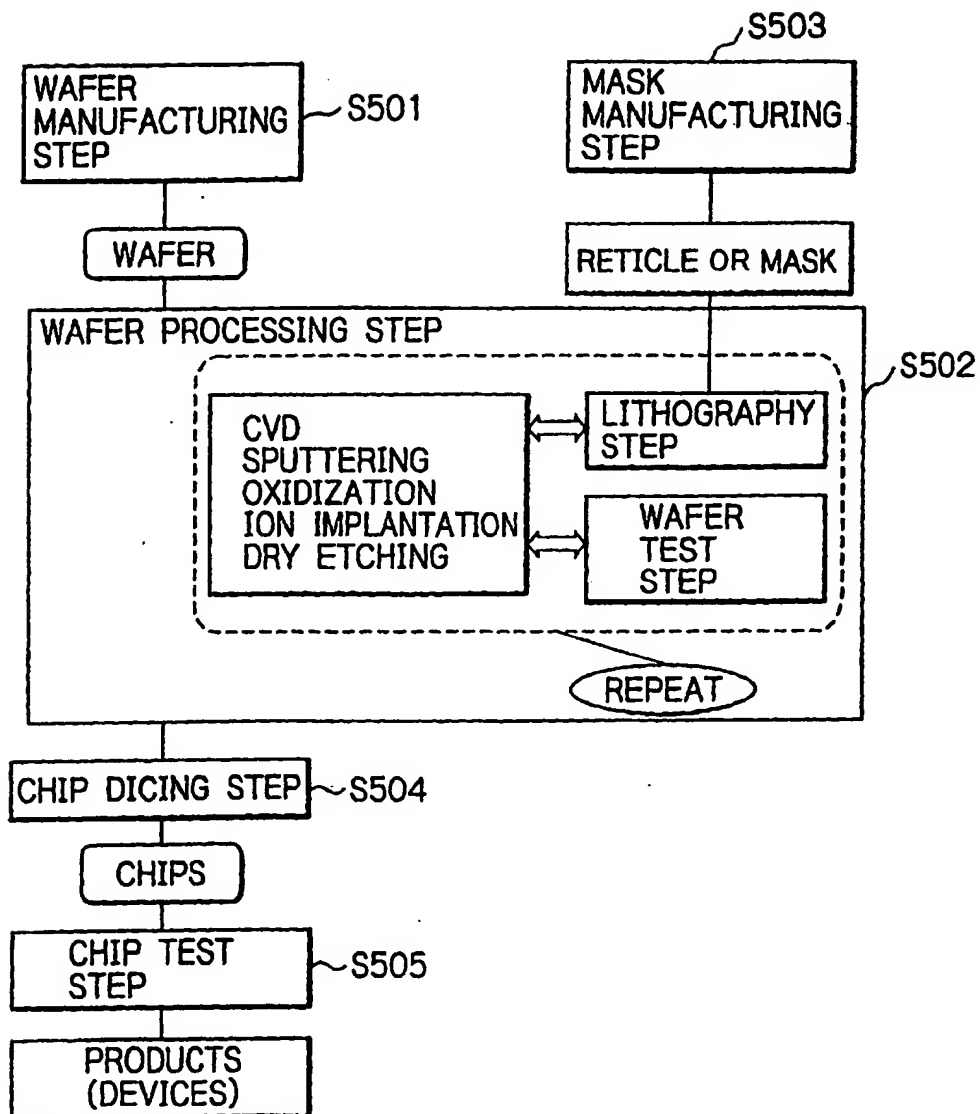 S503
WAFER
MANUFACTURING
STEP
S501
MASK
MANUFACTURING
STEP
WAFER
RETICLE OR MASK
WAFER PROCESSING STEP
S502
CVD
SPUTTERING
OXIDIZATION
ION IMPLANTATION
DRY ETCHING
LITHOGRAPHY
STEP
WAFER
TEST
STEP
REPEAT
CHIP DICING STEP
S504
CHIPS
CHIP TEST
STEP
S505
PRODUCTS
(DEVICES)